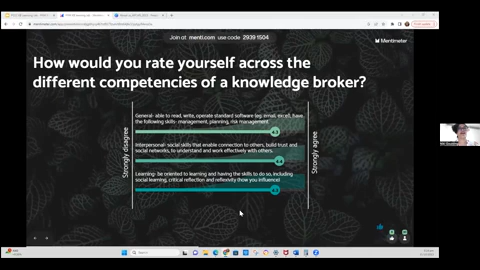 Join at menti.com use code 2939 1504
Mentimeter
How would you rate yourself across the
different competencies of a knowledge broker?
Strongly disagree
General- able to read, write, operate standard software (eg. email, excel), have
the following skills- management, planning, risk management
Interpersonal- social skills that enable connection to others, build trust and
social networks, to understand and work effectively with others.
Learning- be oriented to learning and having the skills to do so, including
social learning, critical reflection and reflexivity (how you influence)
Strongly agree
Search